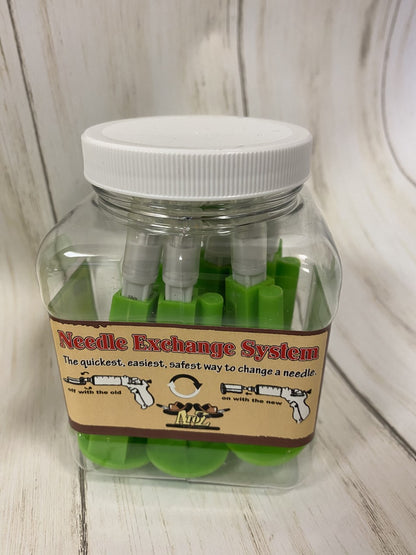 Needle Exchange System
The quickest, easiest, safest way to change a needle.
off with the old
on with the new